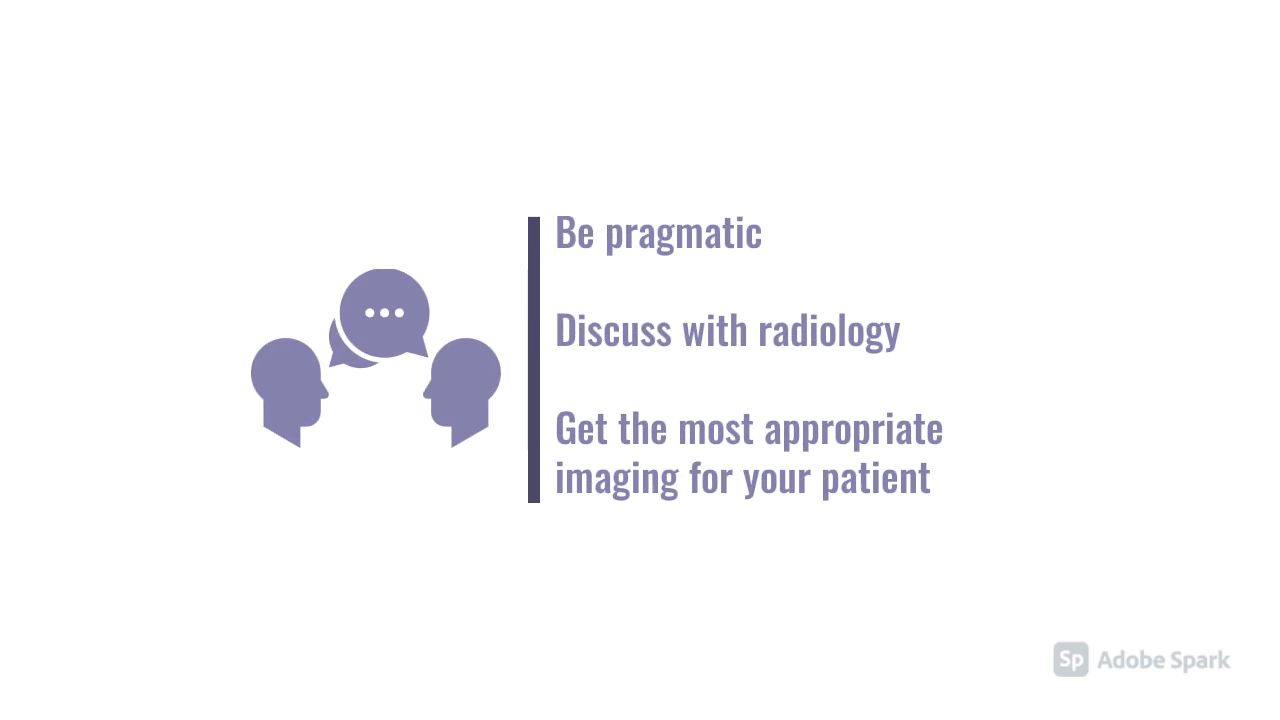 Be pragmatic
Discuss with radiology
Get the most appropriate
imaging for your patient
Sp Adobe Spark